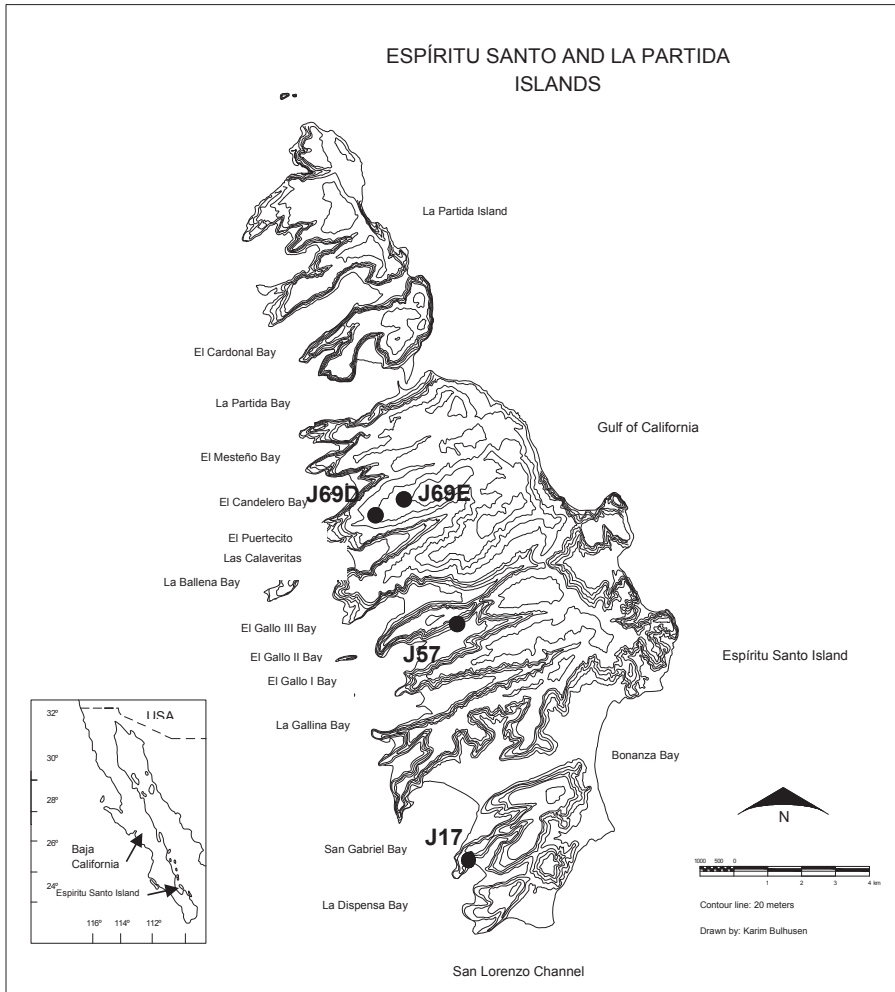 ESPÍRITU SANTO AND LA PARTIDA
ISLANDS
La Partida Island
El Cardonal Bay
La Partida Bay
Gulf of California
El Mesteño Bay
J69D
J69E
El Candelero Bay
El Puertecito
Las Calaveritas
La Ballena Bay
El Gallo III Bay
J57
El Gallo II Bay
Espíritu Santo Island
El Gallo I Bay
La Gallina Bay
Bonanza Bay
J17
San Gabriel Bay
La Dispensa Bay
San Lorenzo Channel
32º
USA
30º
28º
26º
24º
Baja
California
Espiritu Santo Island
116º 114º 112º
N
1000 500 0
1 2 3 4 km
Contour line: 20 meters
Drawn by: Karim Bulhusen